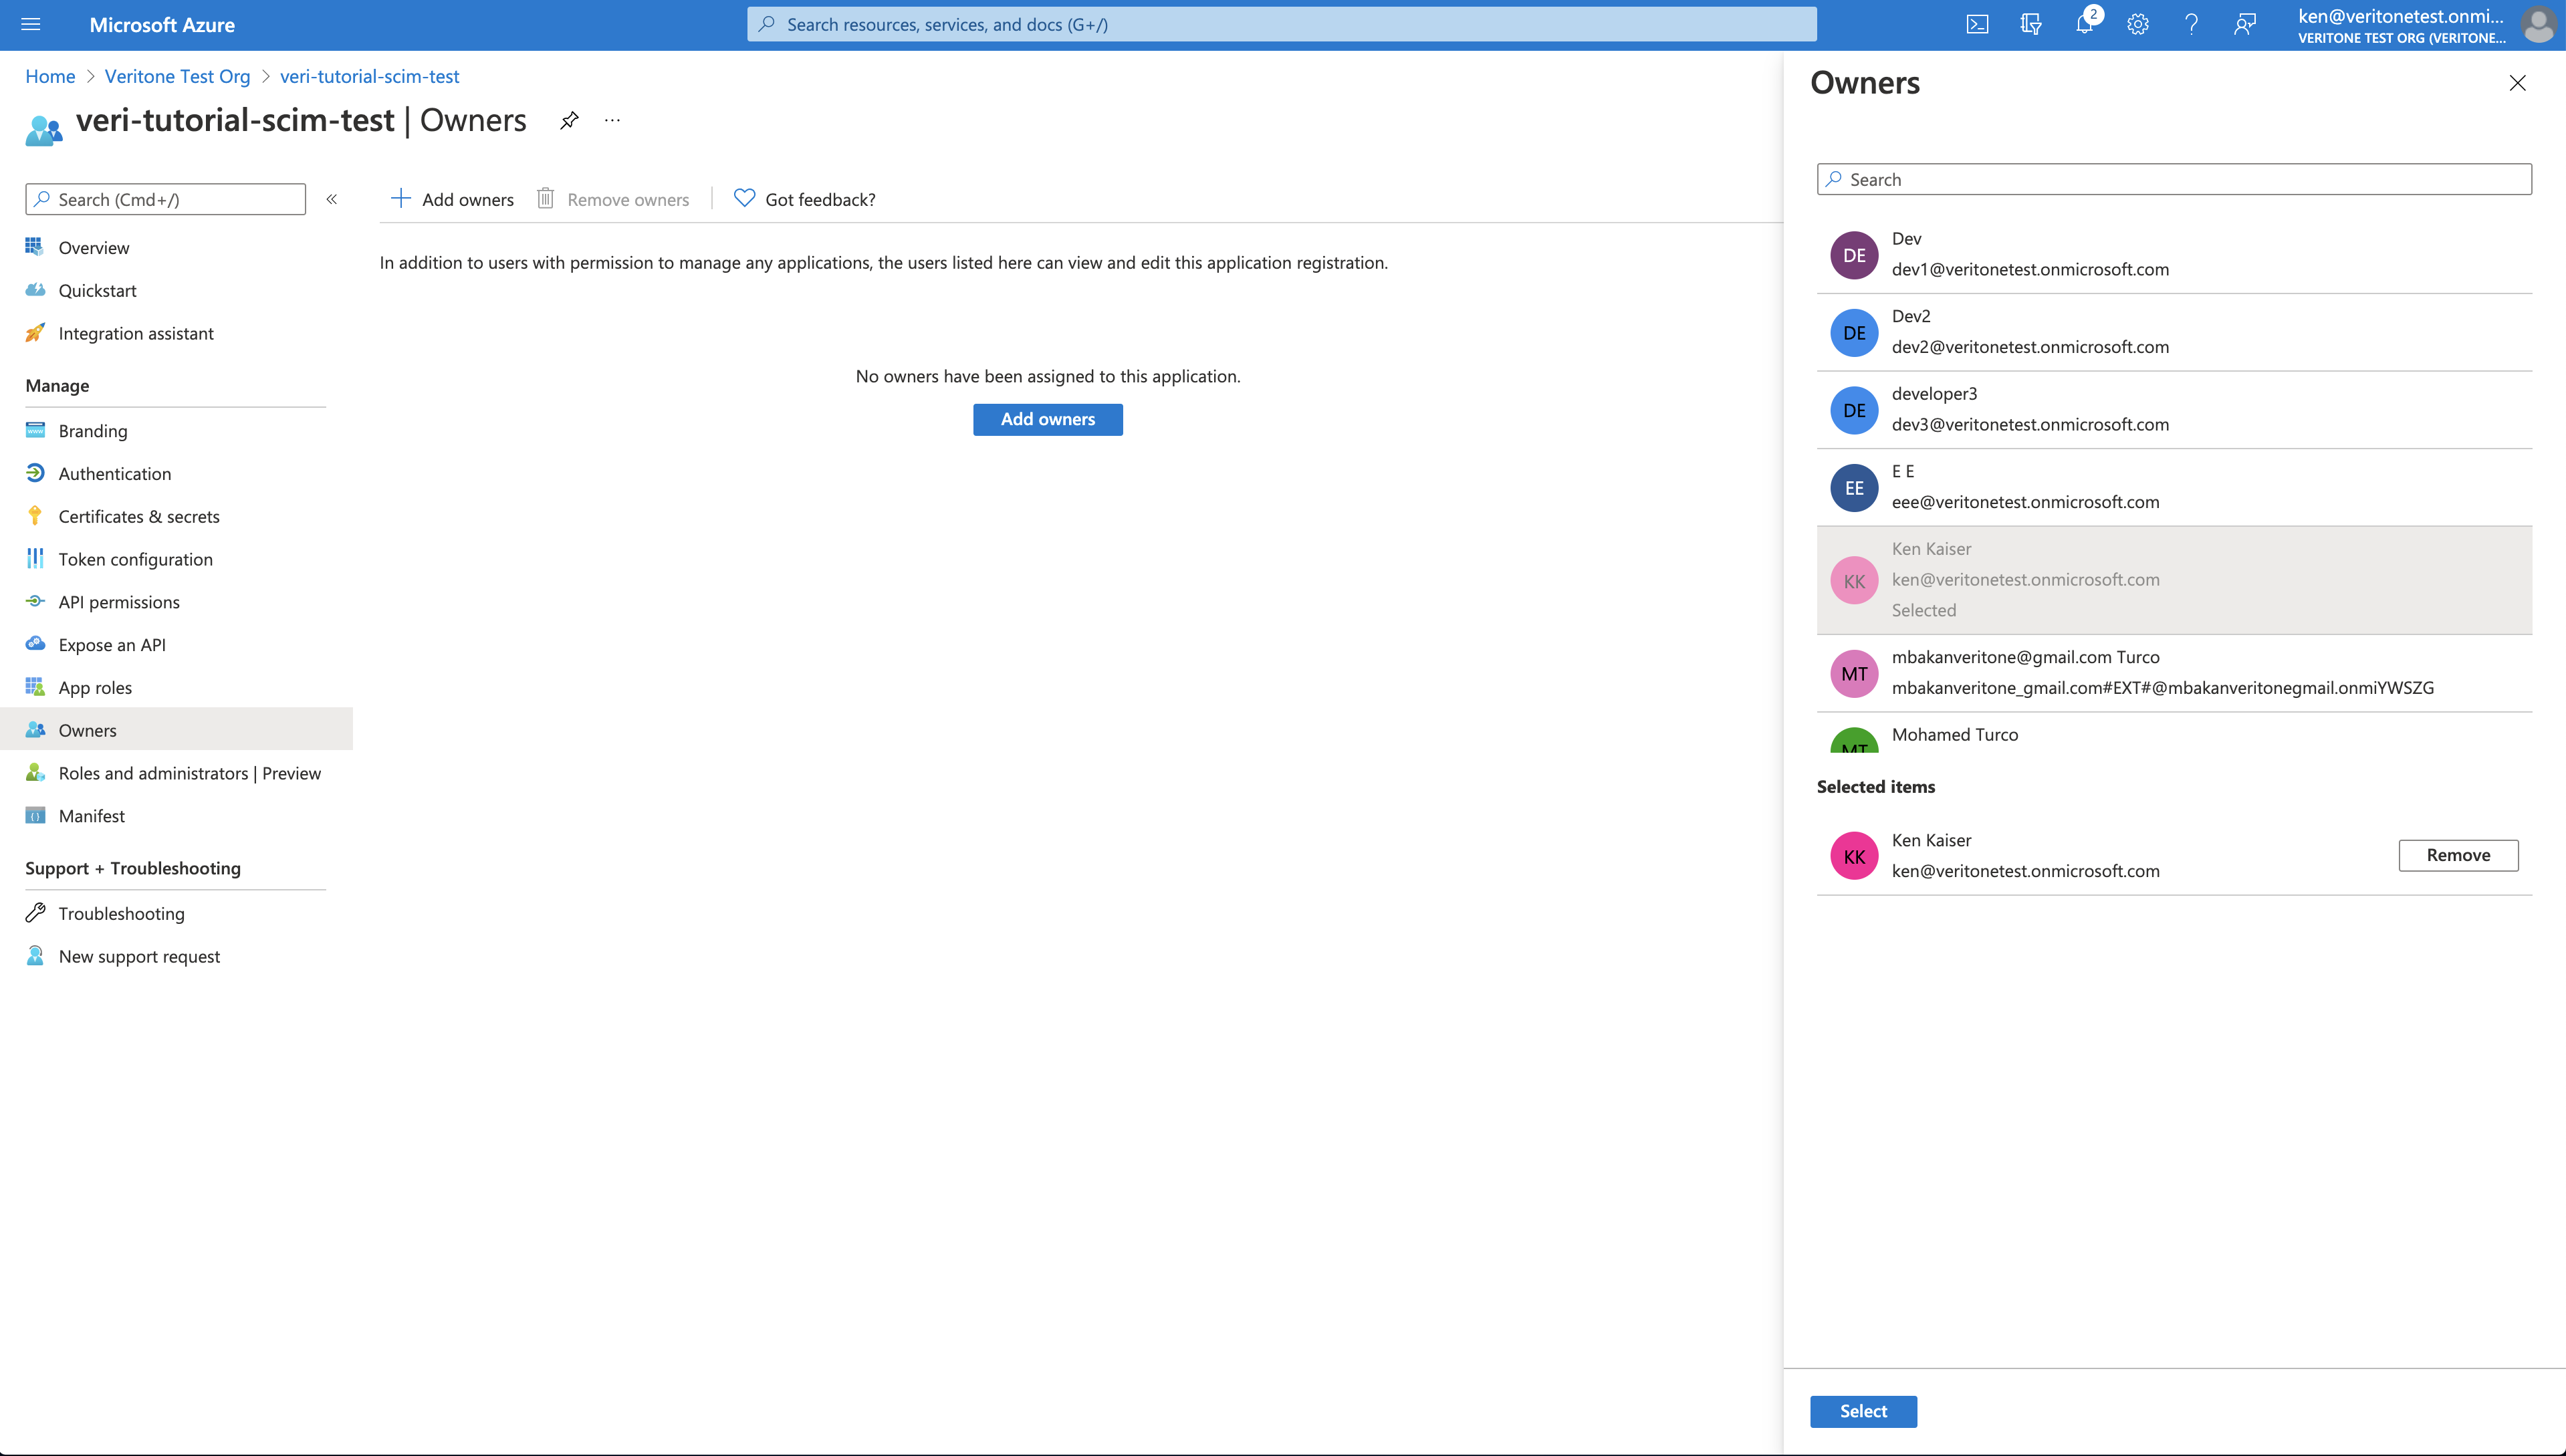 Microsoft Azure
Search resources, services, and docs (G+/)
2
ken@veritonetest.onmi...
VERITONE TEST ORG (VERITONE...
Home > Veritone Test Org > veri-tutorial-scim-test
veri-tutorial-scim-test | Owners
Search (Cmd+/)
Overview
Quickstart
Integration assistant
Manage
Branding
Authentication
Certificates & secrets
Token configuration
API permissions
Expose an API
App roles
Owners
Roles and administrators | Preview
Manifest
Support + Troubleshooting
Troubleshooting
New support request
Add owners
Remove owners
Got feedback?
In addition to users with permission to manage any applications, the users listed here can view and edit this application registration.
No owners have been assigned to this application.
Add owners
Owners
Search
DE
Dev
dev1@veritonetest.onmicrosoft.com
DE
Dev2
dev2@veritonetest.onmicrosoft.com
DE
developer3
dev3@veritonetest.onmicrosoft.com
EE
E E
eee@veritonetest.onmicrosoft.com
KK
Ken Kaiser
ken@veritonetest.onmicrosoft.com
Selected
MT
mbakanveritone@gmail.com Turco
mbakanveritone_gmail.com#EXT#@mbakanveritonegmail.onmiYWSZG
MT
Mohamed Turco
Selected items
KK
Ken Kaiser
ken@veritonetest.onmicrosoft.com
Remove
Select